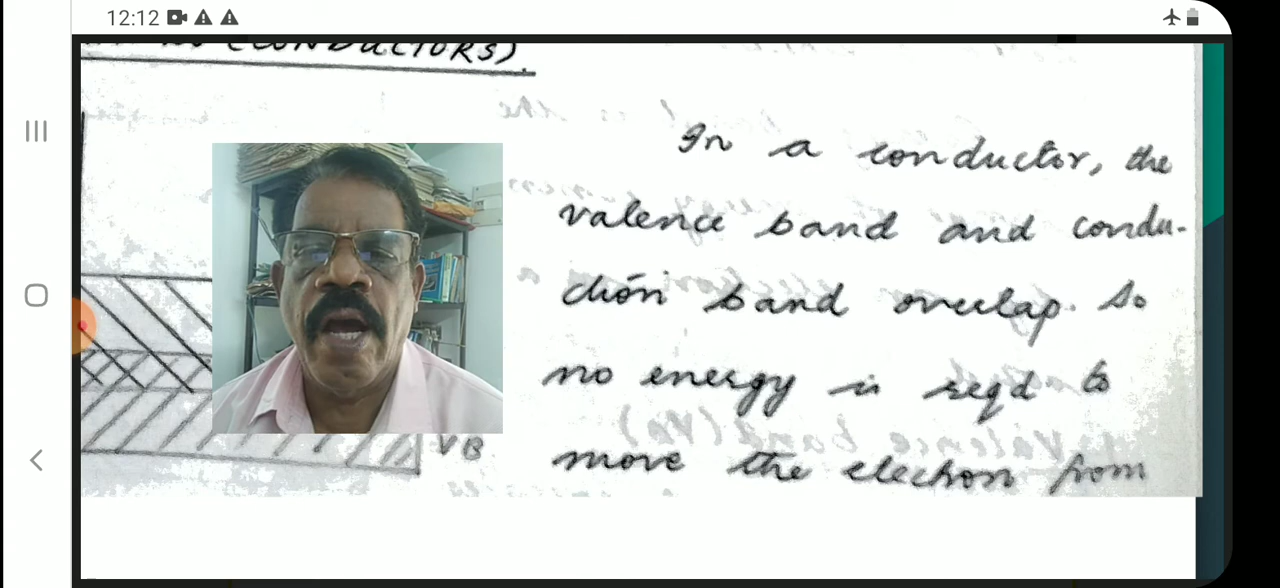 12:12
(CONDUCTORS).
In a conductor, the
valence band and condu-
ction band overlap. So
no energy is reqd to
move the electron from
VB